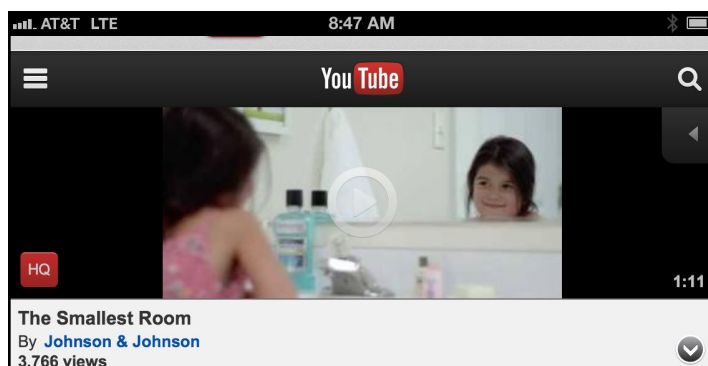 AT&T LTE 8:47 AM
YouTube
HQ
1:11
The Smallest Room
By Johnson & Johnson
3,766 views